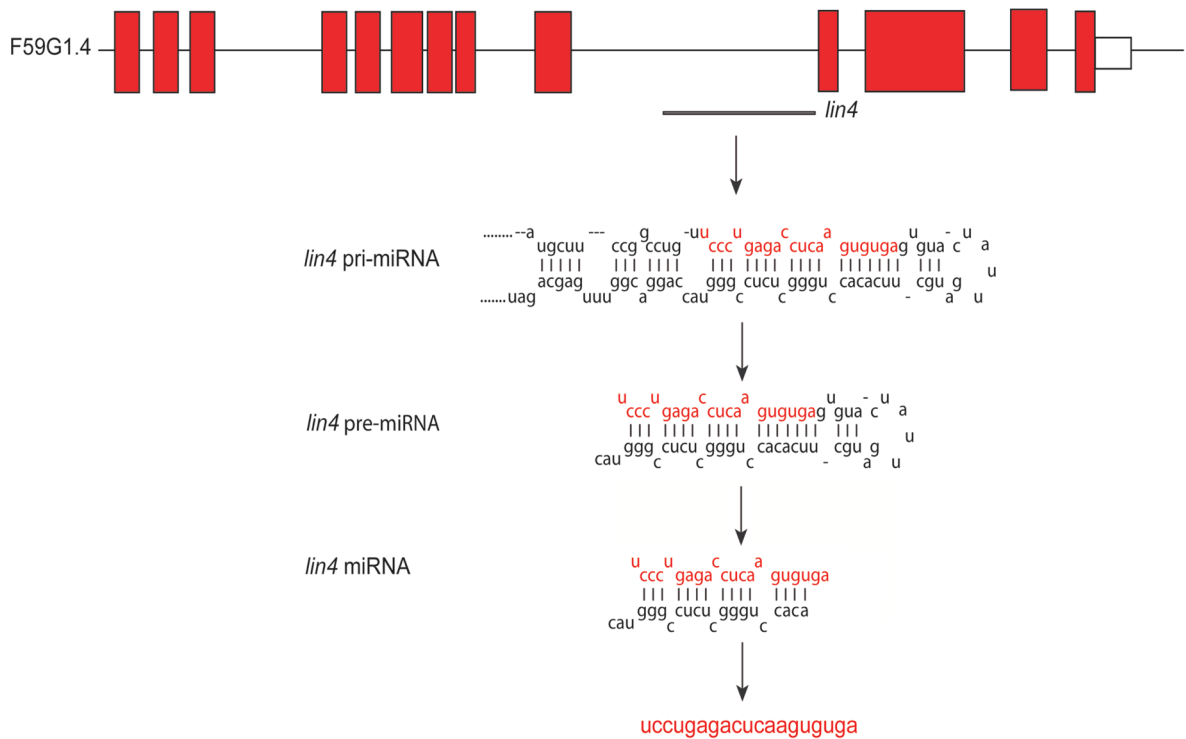 F59G1.4
lin4
........--a --- g -uu u c a u - u
ugcuu ccg ccug ccc gaga cuca gugugag gua c a
lin4 pri-miRNA
u
acgag ggc ggac ggg cucu gggu cacacuu cgu g
.......uag uuu a cau c c c - a u
u u c a u - u
ccc gaga cuca gugugag gua c a
lin4 pre-miRNA
u
ggg cucu gggu cacacuu cgu g
cau c c c - a u
u u c a
lin4 miRNA
ccc gaga cuca guguga
ggg cucu gggu caca
cau c c c
uccugagacucaaguguga